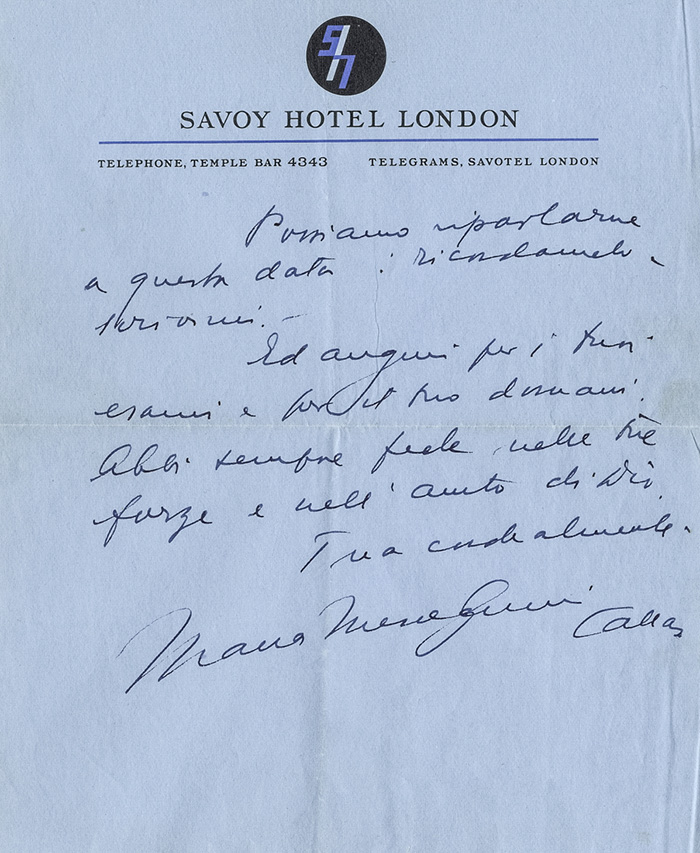 SH
SAVOY HOTEL LONDON
TELEPHONE, TEMPLE BAR 4343 TELEGRAMS, SAVOTEL LONDON
Possiamo riparlarne
a questa data: ricordamelo -
scrivimi. -
Ed auguri per i tuoi
esami e per il tuo domani.
Abbi sempre fede nelle tue
forze e nell' aiuto di Dio.
Tua cordialmente.
Maria Meneghini Callas